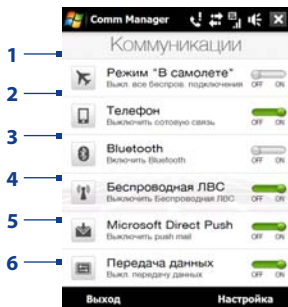 Comm Manager
Коммуникации
1
Режим "В самолете"
Выкл. все беспров. подключения
OFF ON
2
Телефон
Выключить сотовую связь
OFF ON
3
Bluetooth
Включить Bluetooth
OFF ON
4
Беспроводная ЛВС
Выключить Беспроводная ЛВС
OFF ON
5
Microsoft Direct Push
Выключить push mail
OFF ON
6
Передача данных
Выкл. передачу данных
OFF ON
Выход Настройка